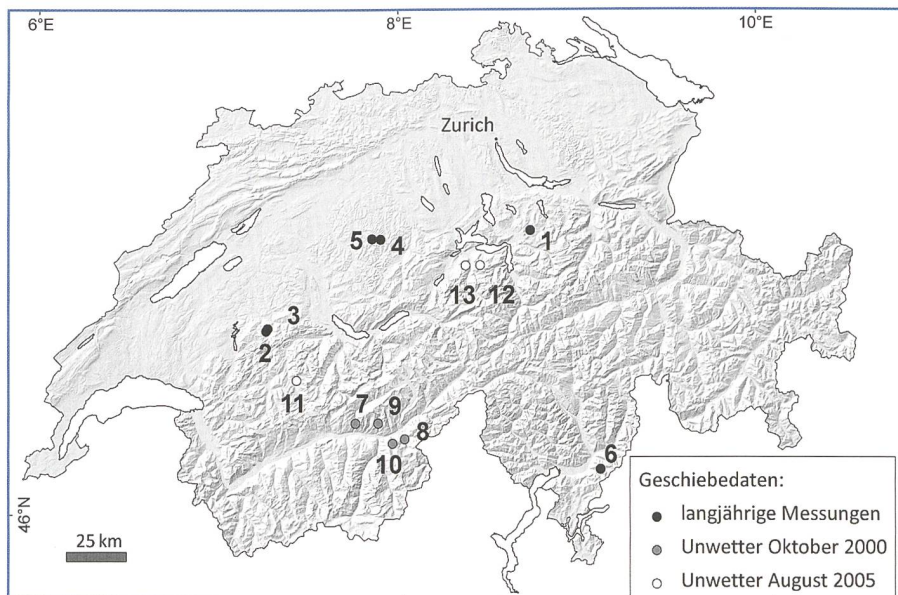 6°E 8°E 10°E
Zurich
1
5 4
13 12
3
2
11
7 9
8
10
6
46°N
25 km
Geschiebedaten:
langjährige Messungen
Unwetter Oktober 2000
Unwetter August 2005